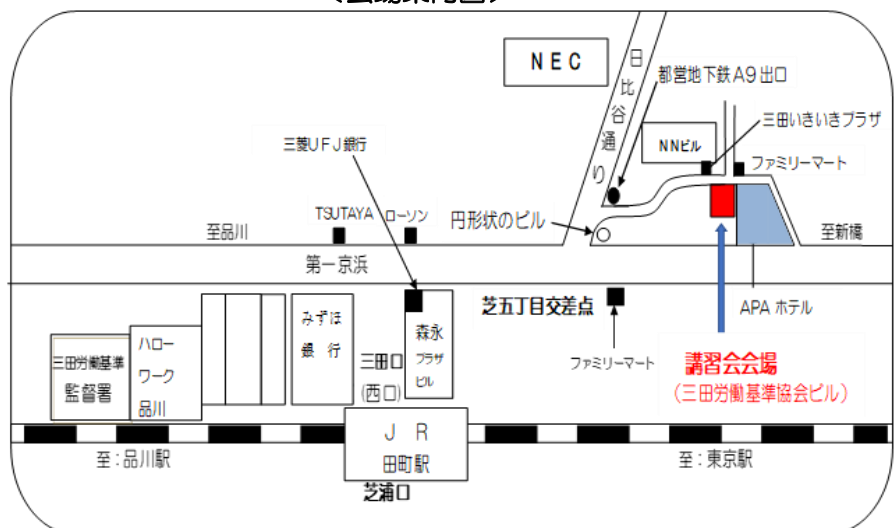 NEC
日比谷通り
都営地下鉄A9出口
三田いきいきプラザ
NNビル
ファミリーマート
三菱UFJ銀行
TSUTAYA
ローソン
円形状のビル
至品川
至新橋
第一京浜
芝五丁目交差点
APAホテル
みずほ
銀行
森永
プラザ
ビル
三田口
(西口)
ファミリーマート
講習会会場
(三田労働基準協会ビル)
三田労働基準
監督署
ハロー
ワーク
品川
JR
田町駅
至:品川駅
至:東京駅
芝浦口